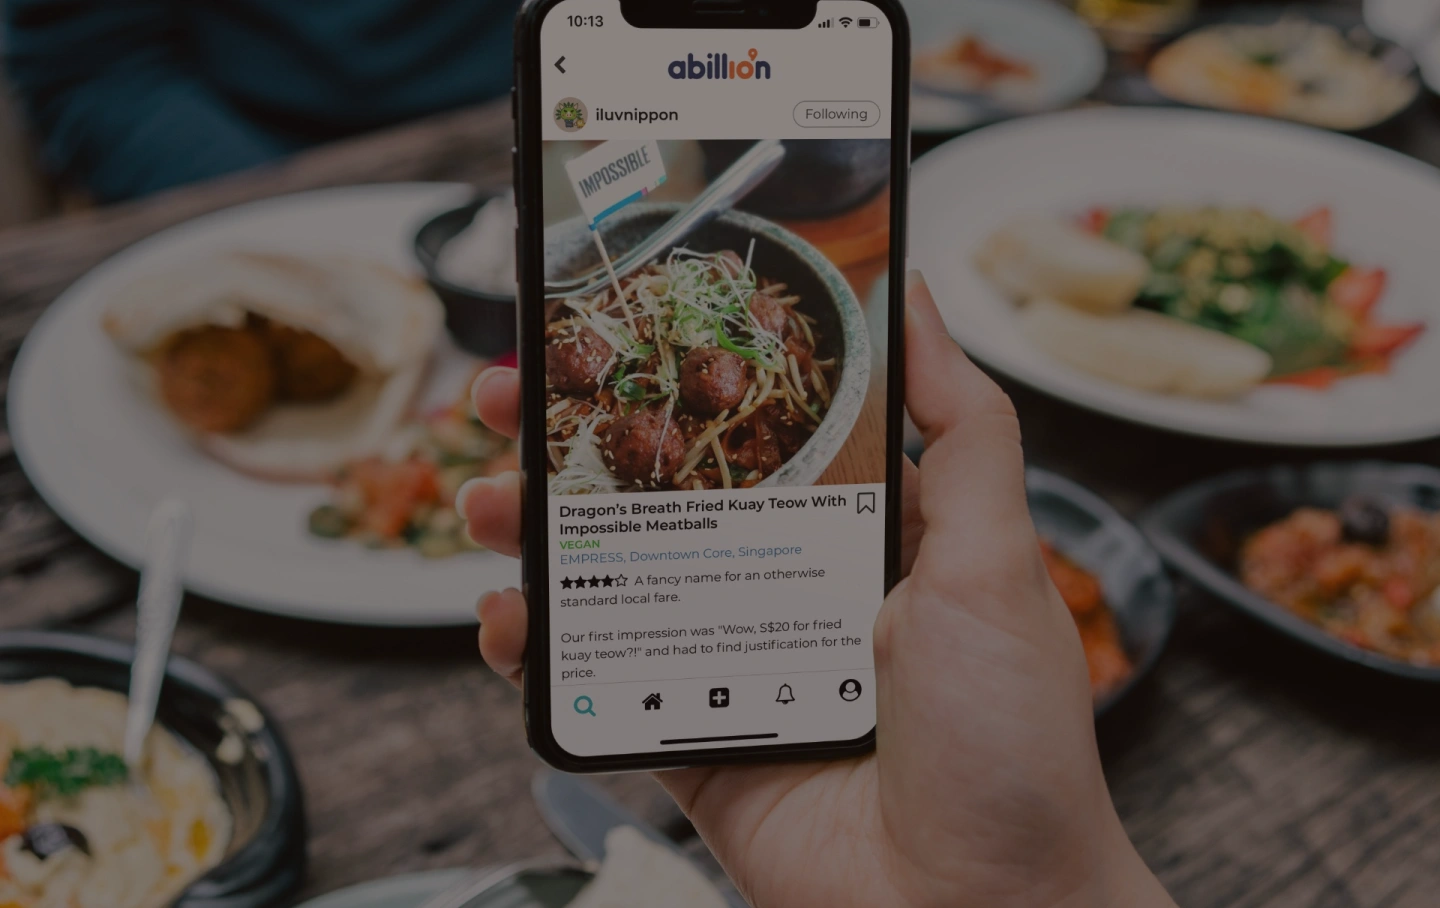 10:13
abillion
iluvnippon
Following
IMPOSSIBLE
Dragon's Breath Fried Kuay Teow With
Impossible Meatballs
VEGAN
EMPRESS, Downtown Core, Singapore
A fancy name for an otherwise
standard local fare.
Our first impression was "Wow, S$20 for fried
kuay teow?!" and had to find justification for the
price.